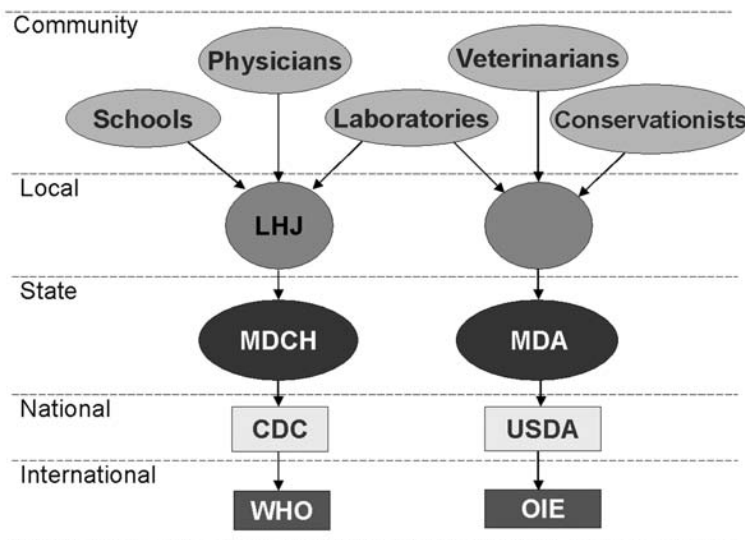 Community
Physicians
Veterinarians
Schools
Laboratories
Conservationists
Local
LHJ
State
MDCH
MDA
National
CDC
USDA
International
WHO
OIE